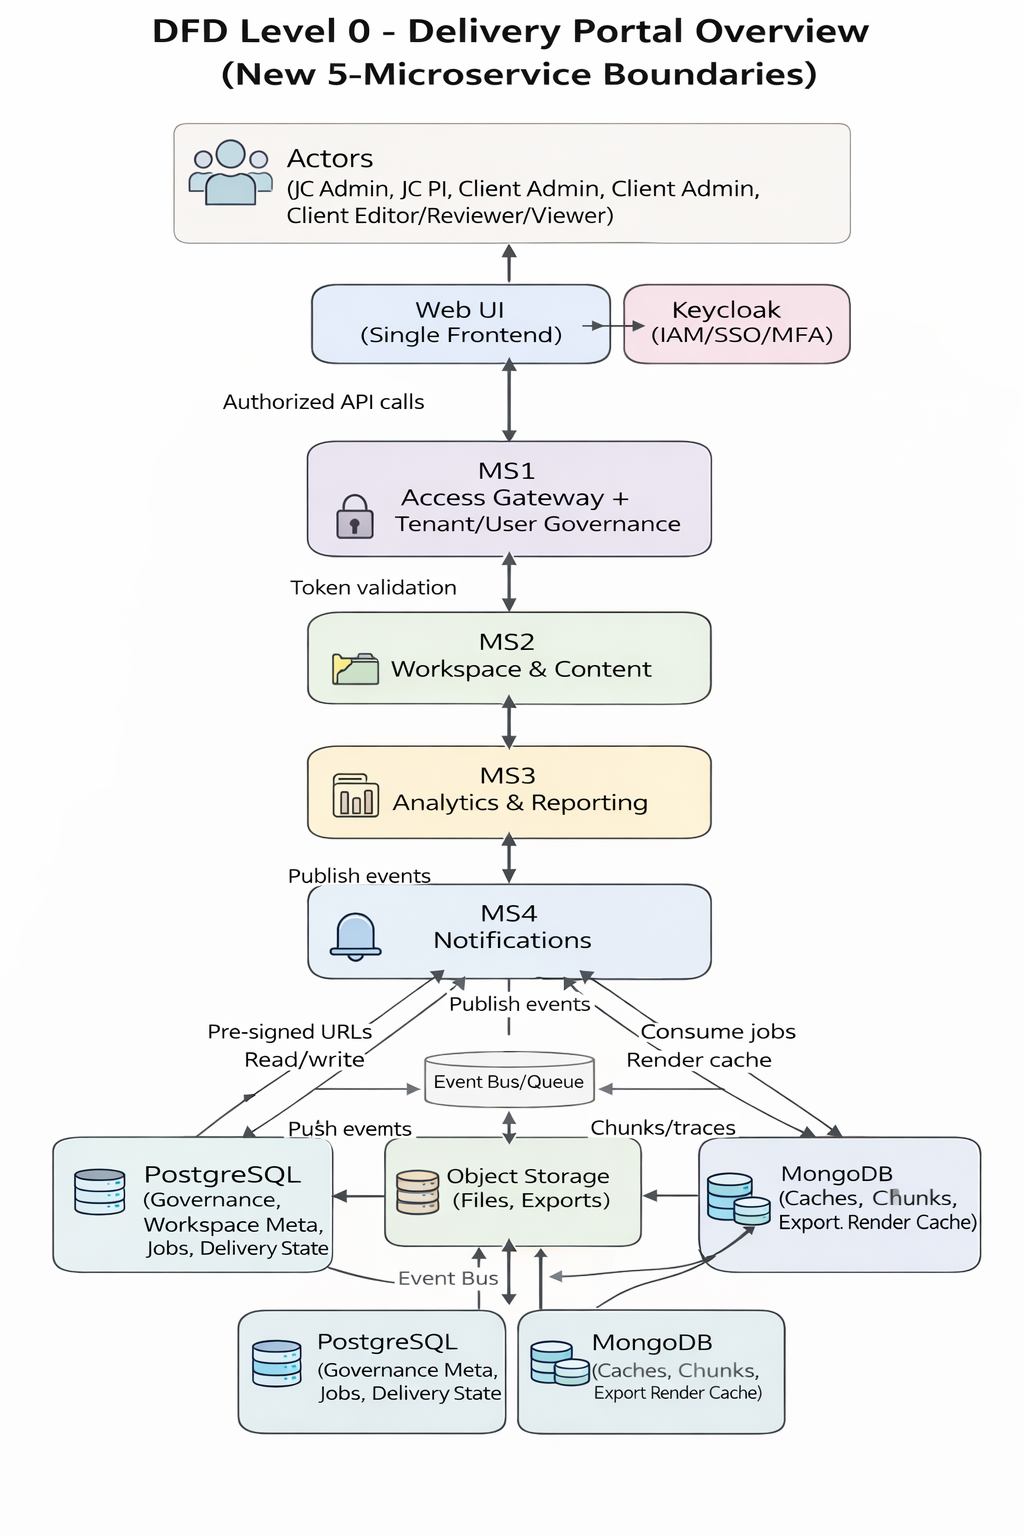 DFD Level 0 - Delivery Portal Overview
(New 5-Microservice Boundaries)
Actors
(JC Admin, JC PI, Client Admin, Client Admin,
Client Editor/Reviewer/Viewer)
Web UI
(Single Frontend)
Keycloak
(IAM/SSO/MFA)
Authorized API calls
MS1
Access Gateway +
Tenant/User Governance
Token validation
MS2
Workspace & Content
MS3
Analytics & Reporting
Publish events
MS4
Notifications
Publish events
Pre-signed URLs
Read/write
Consume jobs
Render cache
Event Bus/Queue
Push evemts
Chunks/traces
PostgreSQL
(Governance,
Workspace Meta,
Jobs, Delivery State
Object Storage
(Files, Exports)
MongoDB
(Caches, Chunks,
Export Render Cache)
Event Bus
PostgreSQL
(Governance Meta,
Jobs, Delivery State
MongoDB
(Caches, Chunks,
Export Render Cache)